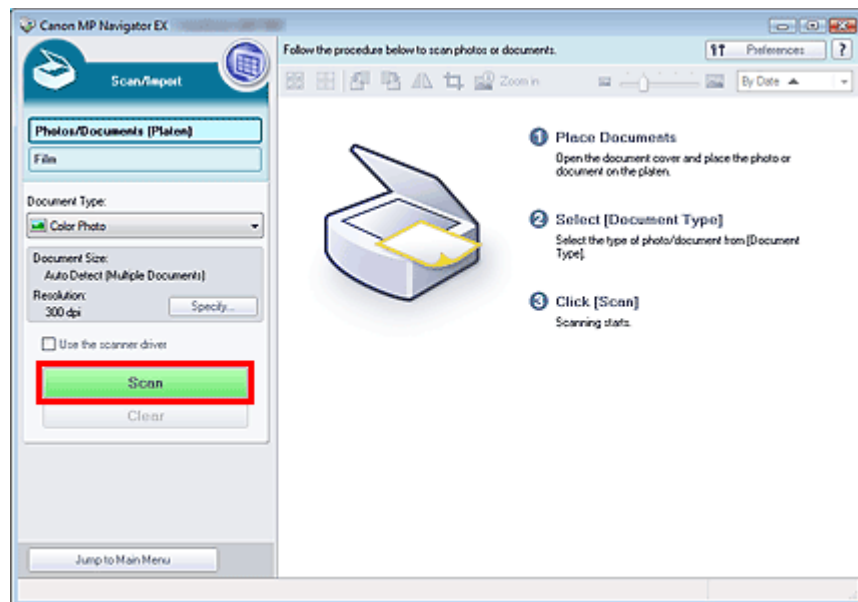 Canon MP Navigator EX
Scan/Import
Photos/Documents (Platen)
Film
Document Type:
Color Photo
Document Size:
Auto Detect (Multiple Documents)
Resolution:
300 dpi
Specify...
Use the scanner driver
Scan
Clear
Jump to Main Menu
Follow the procedure below to scan photos or documents.
Preferences
?
Zoom in
By Date
1 Place Documents
Open the document cover and place the photo or
document on the platen.
2 Select [Document Type]
Select the type of photo/document from [Document
Type].
3 Click [Scan]
Scanning starts.